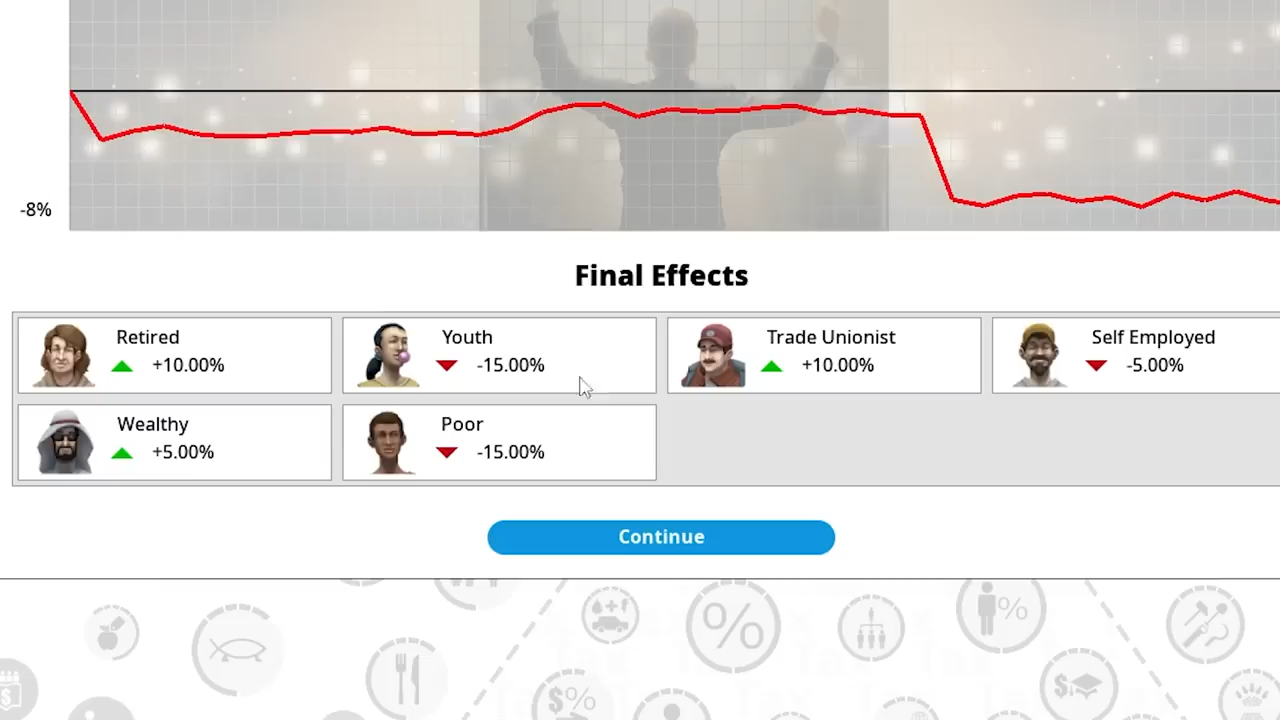 -8%
Final Effects
Retired
+10.00%
Youth
-15.00%
Trade Unionist
+10.00%
Self Employed
-5.00%
Wealthy
+5.00%
Poor
-15.00%
Continue
%
%
$%
$
$